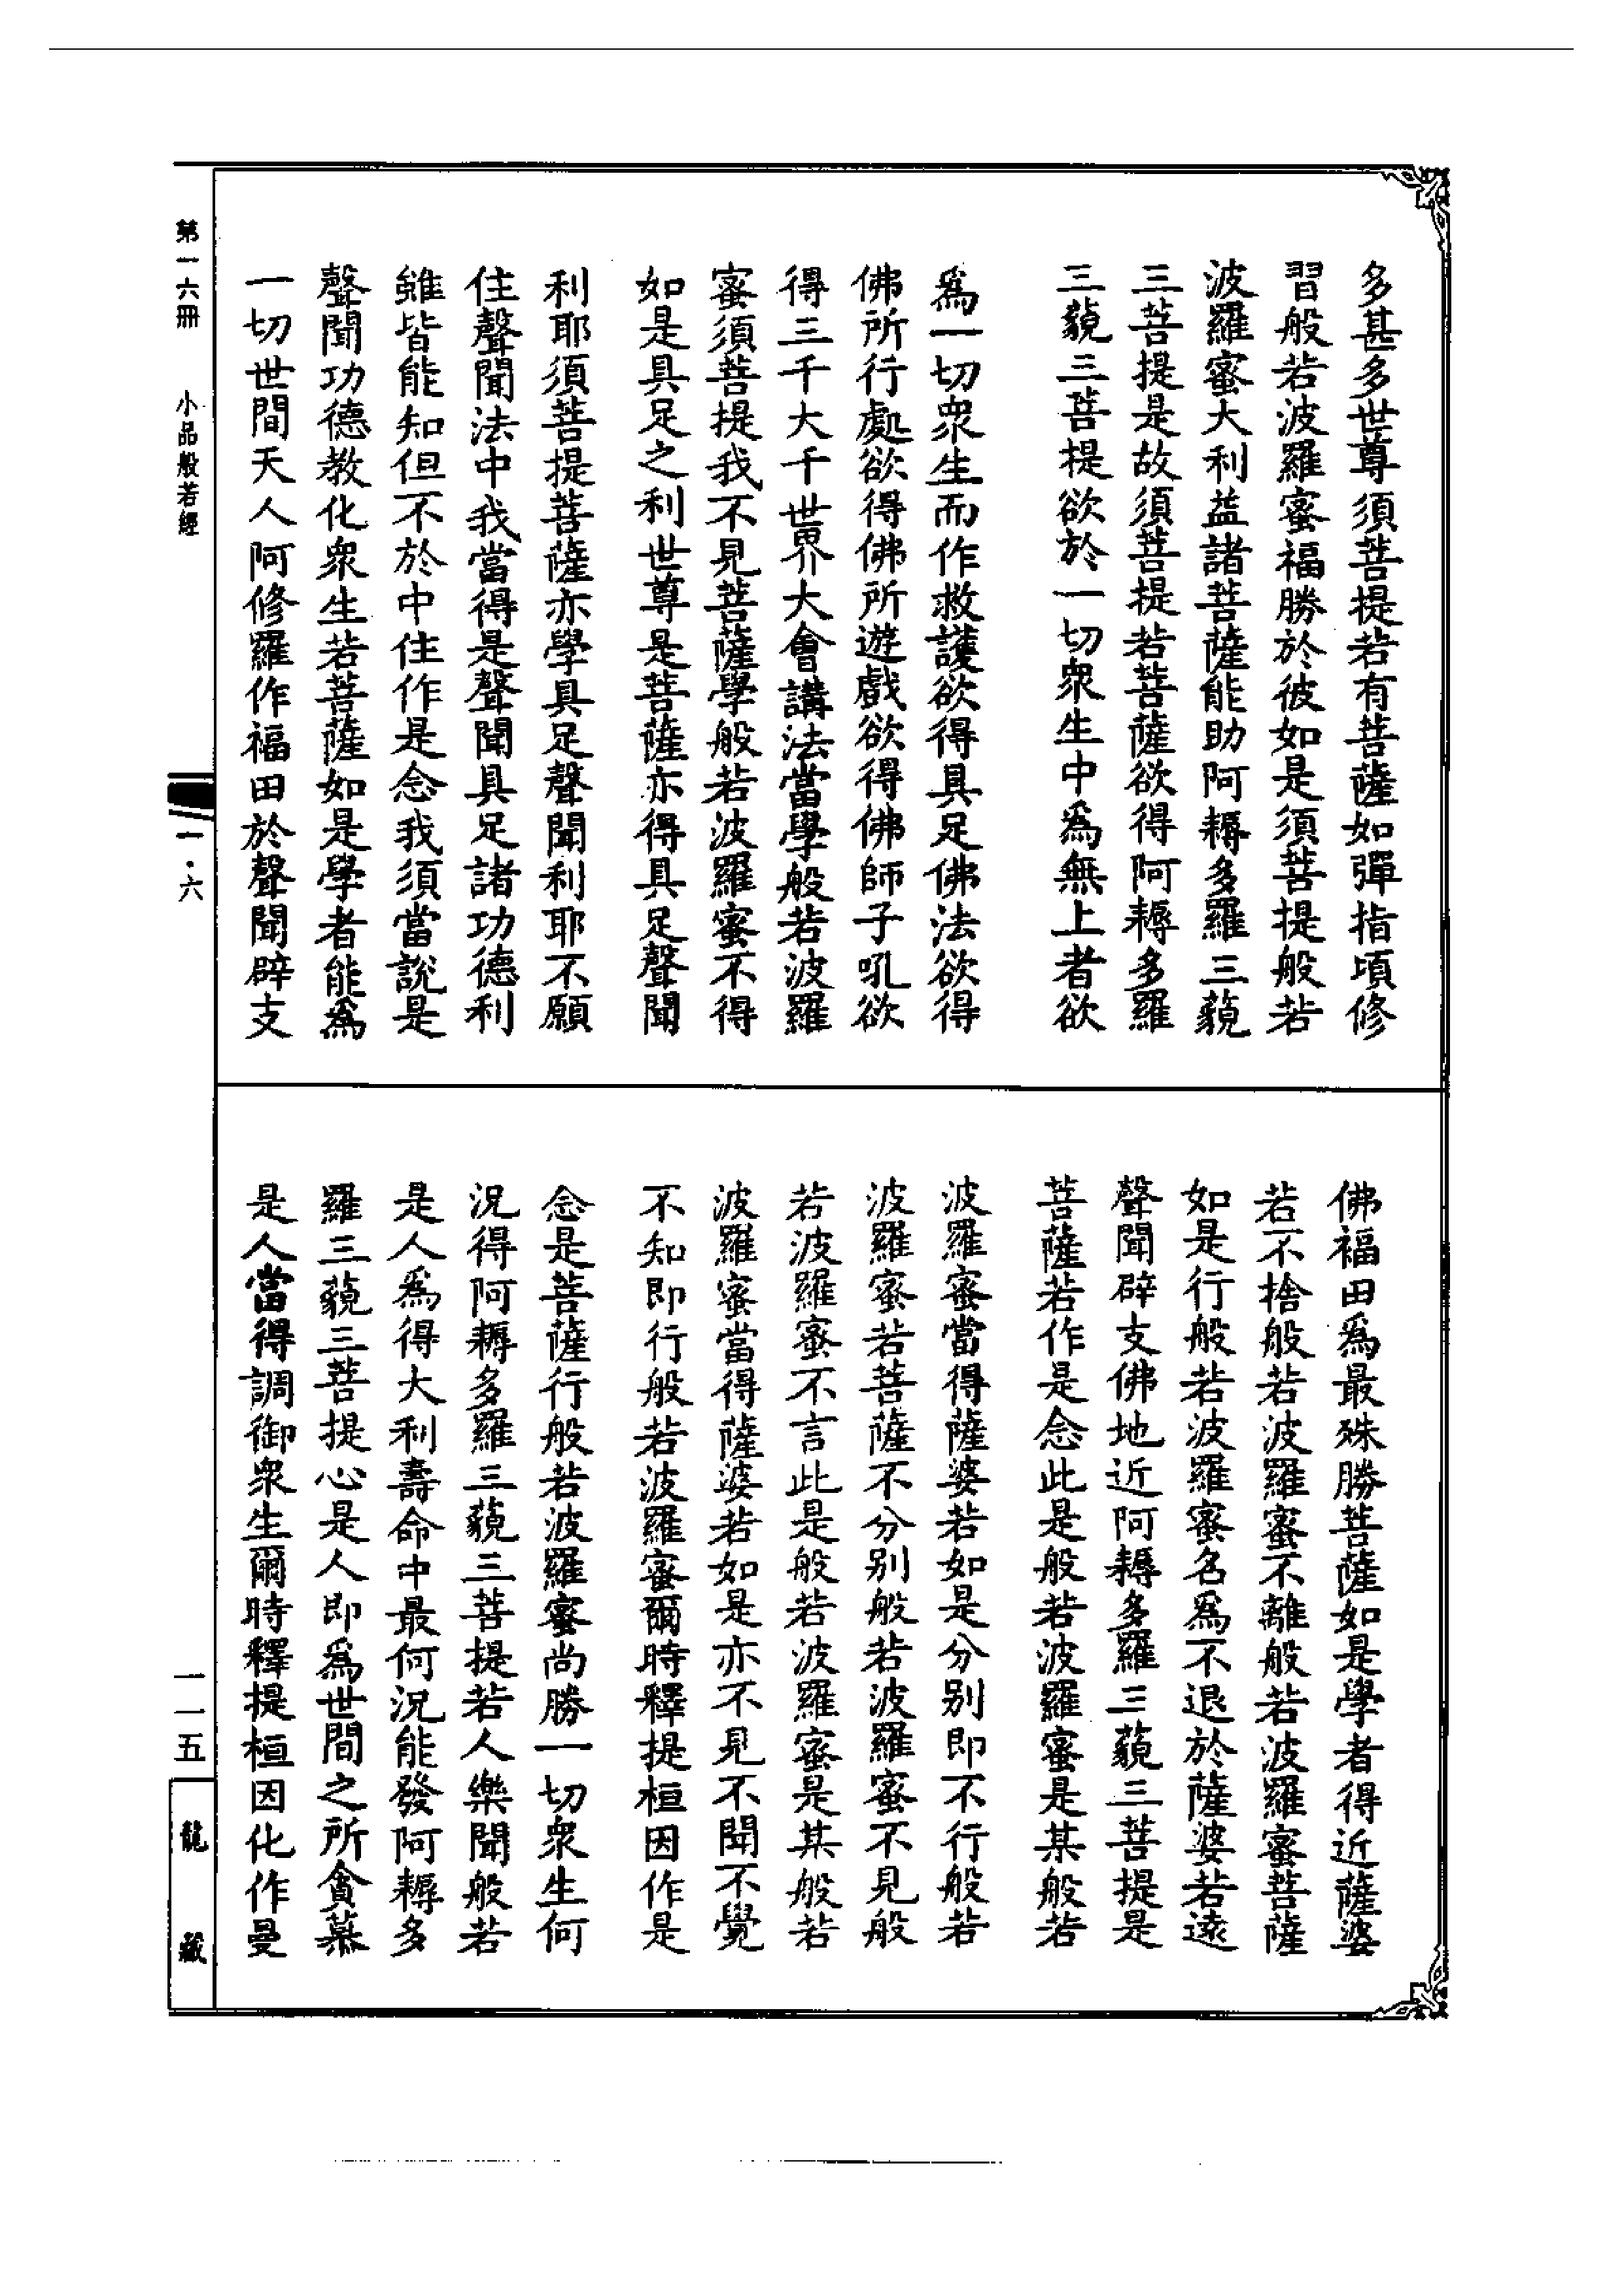 多甚多世尊須菩提若有菩薩如彈指頃修
習般若波羅蜜福勝於彼如是須菩提般若
波羅蜜大利益諸菩薩能助阿耨多羅三藐
三菩提是故須菩提若菩薩欲得阿耨多羅
三藐三菩提欲於一切衆生中爲無上者欲
爲一切衆生而作救護欲得具足佛法欲得
佛所行處欲得佛所遊戲欲得佛師子吼欲
得三千大千世界大會講法當學般若波羅
蜜須菩提我不見菩薩學般若波羅蜜不得
如是具足之利世尊是菩薩亦得具足聲聞
利耶須菩提菩薩亦學具足聲聞利耶不願
住聲聞法中我當得是聲聞具足諸功德利
雖皆能知但不於中住作是念我須當說是
聲聞功德教化衆生若菩薩如是學者能爲
一切世間天人阿修羅作福田於聲聞辟支
佛福田爲最殊勝菩薩如是學者得近薩婆
若不捨般若波羅蜜不離般若波羅蜜菩薩
如是行般若波羅蜜名爲不退於薩婆若遠
聲聞辟支佛地近阿耨多羅三藐三菩提是
菩薩若作是念此是般若波羅蜜是某般若
波羅蜜當得薩婆若如是分別即不行般若
波羅蜜若菩薩不分別般若波羅蜜不見般
若波羅蜜不言此是般若波羅蜜是某般若
波羅蜜當得薩婆若如是亦不見不聞不覺
不知即行般若波羅蜜爾時釋提桓因作是
念是菩薩行般若波羅蜜尚勝一切衆生何
況得阿耨多羅三藐三菩提若人樂聞般若
是人爲得大利壽命中最何況能發阿耨多
羅三藐三菩提心是人即爲世間之所貪慕
是人當得調御衆生爾時釋提桓因化作曼
第一六冊 小品般若經
一·六
一一五
龍藏